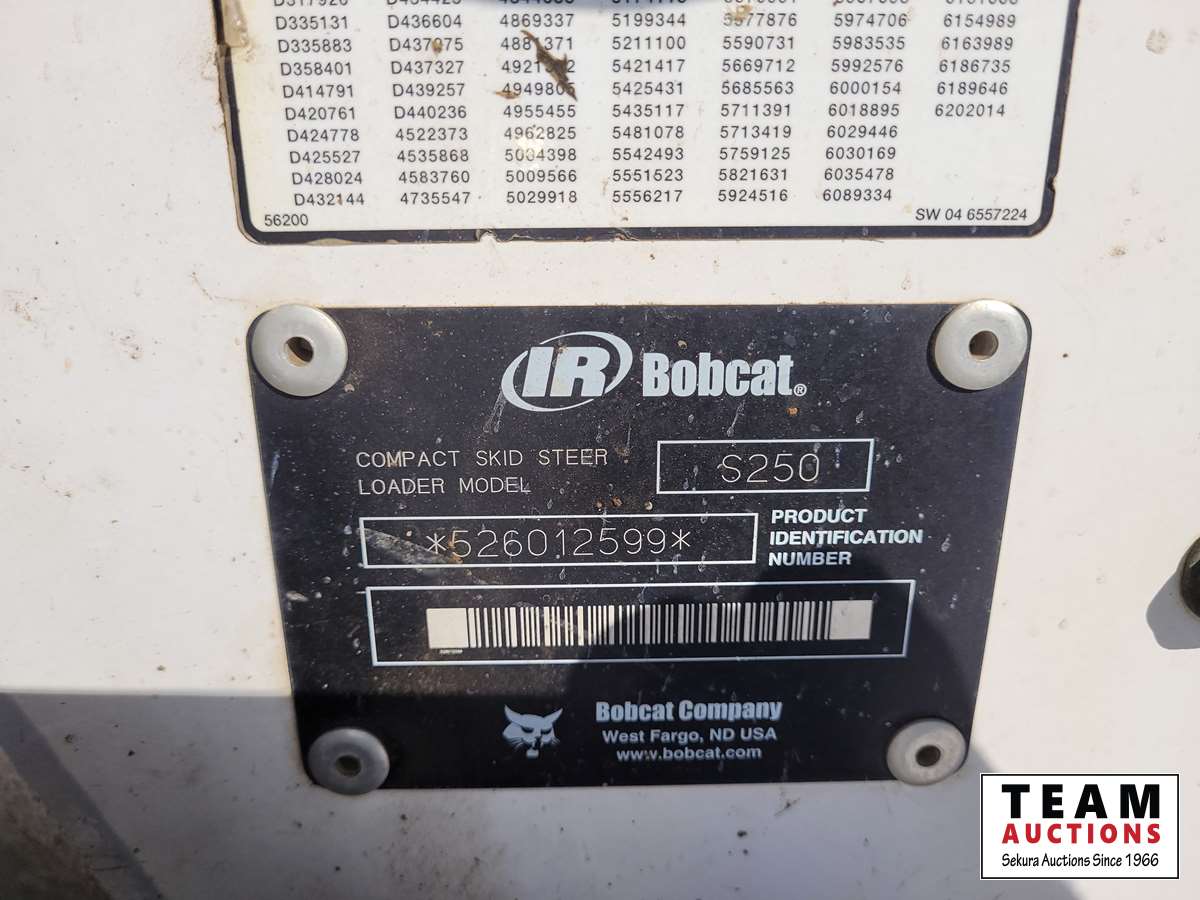 D335131 D436604 4869337 5199344 5577876 5974706 6154989
D335883 D437075 4881371 5211100 5590731 5983535 6163989
D358401 D437327 5421417 5669712 5992576 6186735
D414791 D439257 4949805 5425431 5685563 6000154 6189646
D420761 D440236 4955455 5435117 5711391 6018895 6202014
D424778 4522373 4962825 5481078 5713419 6029446
D425527 4535868 5004398 5542493 5759125 6030169
D428024 4583760 5009566 5551523 5821631 6035478
D432144 4735547 5029918 5556217 5924516 6089334
56200 SW 04 6557224
IR Bobcat®
COMPACT SKID STEER
LOADER MODEL
S250
*526012599*
PRODUCT
IDENTIFICATION
NUMBER
Bobcat Company
West Fargo, ND USA
www.bobcat.com
TEAM
AUCTIONS
Sekura Auctions Since 1966